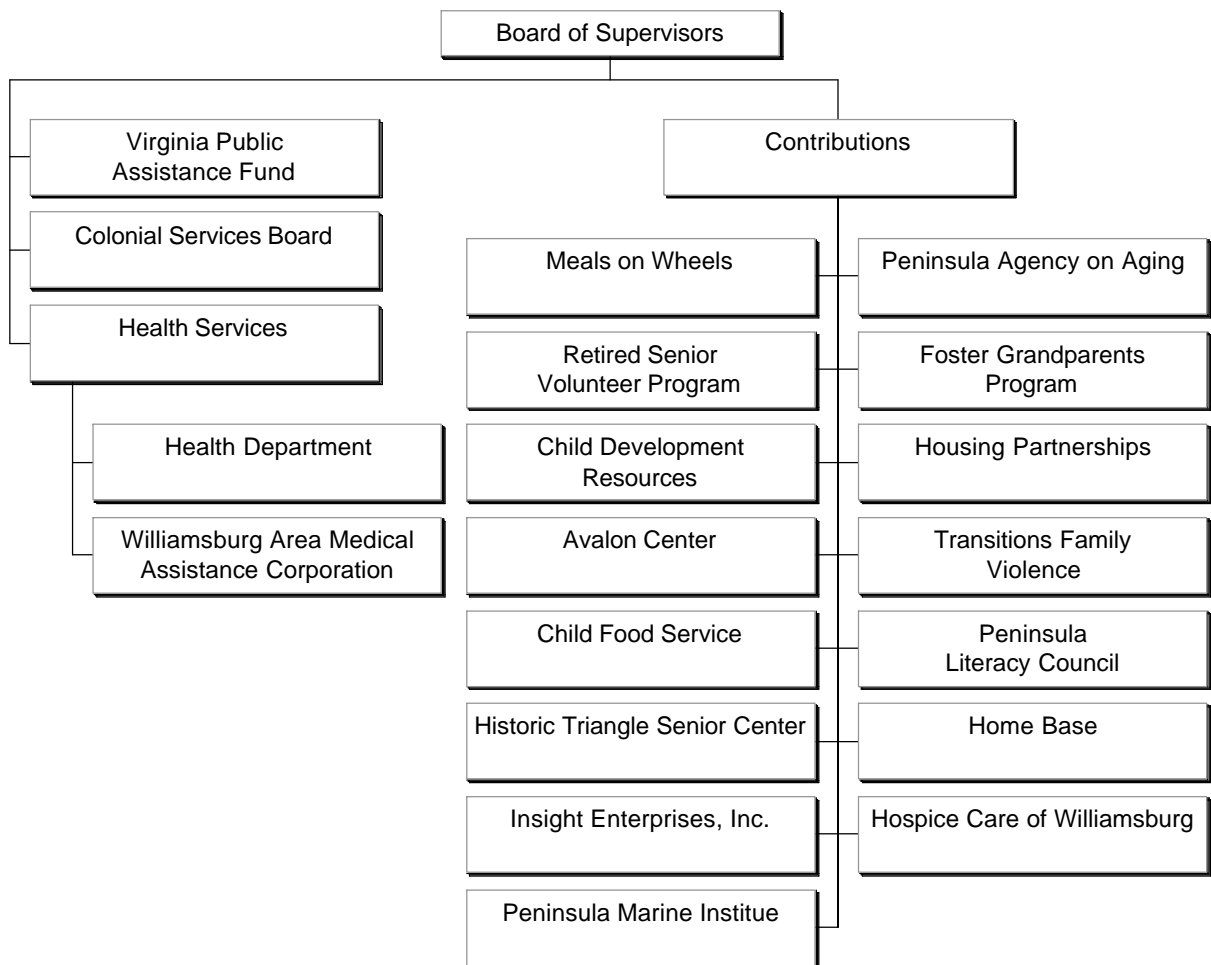 Board of Supervisors
Virginia Public
Assistance Fund
Colonial Services Board
Health Services
Health Department
Williamsburg Area Medical
Assistance Corporation
Contributions
Meals on Wheels
Peninsula Agency on Aging
Retired Senior
Volunteer Program
Foster Grandparents
Program
Child Development
Resources
Housing Partnerships
Avalon Center
Transitions Family
Violence
Child Food Service
Peninsula
Literacy Council
Historic Triangle Senior Center
Home Base
Insight Enterprises, Inc.
Hospice Care of Williamsburg
Peninsula Marine Institue